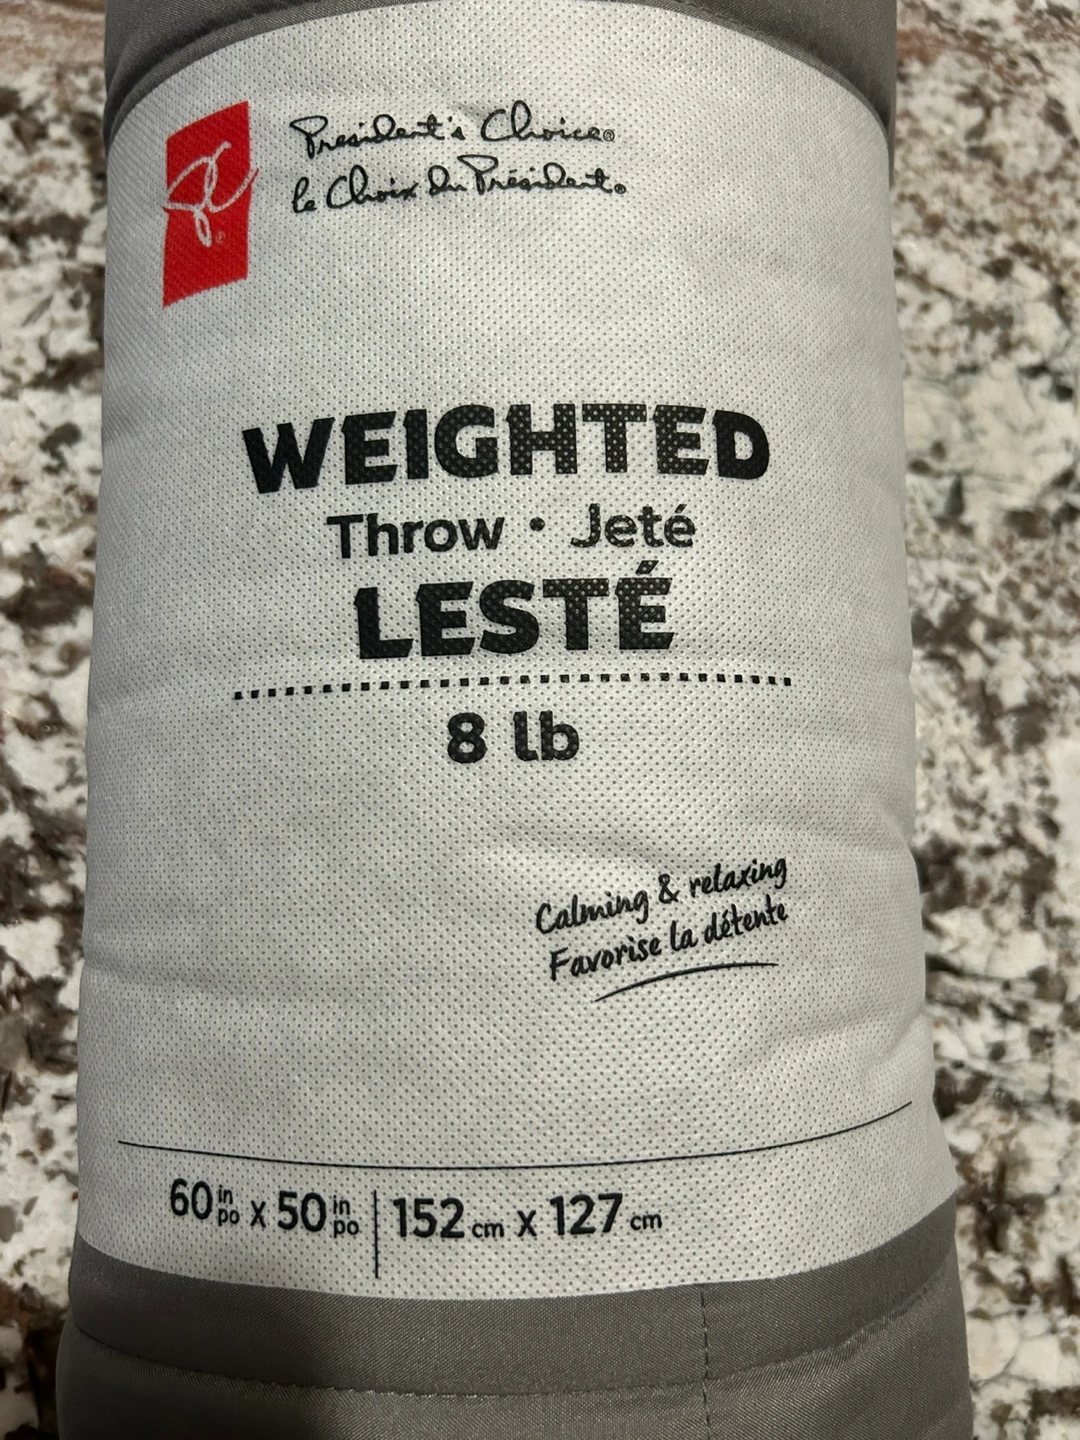 President's Choice®
le Choix du Président®
WEIGHTED
Throw • Jeté
LESTÉ
8 lb
Calming & relaxing
Favorise la détente
60 in po x 50 in po | 152 cm x 127 cm